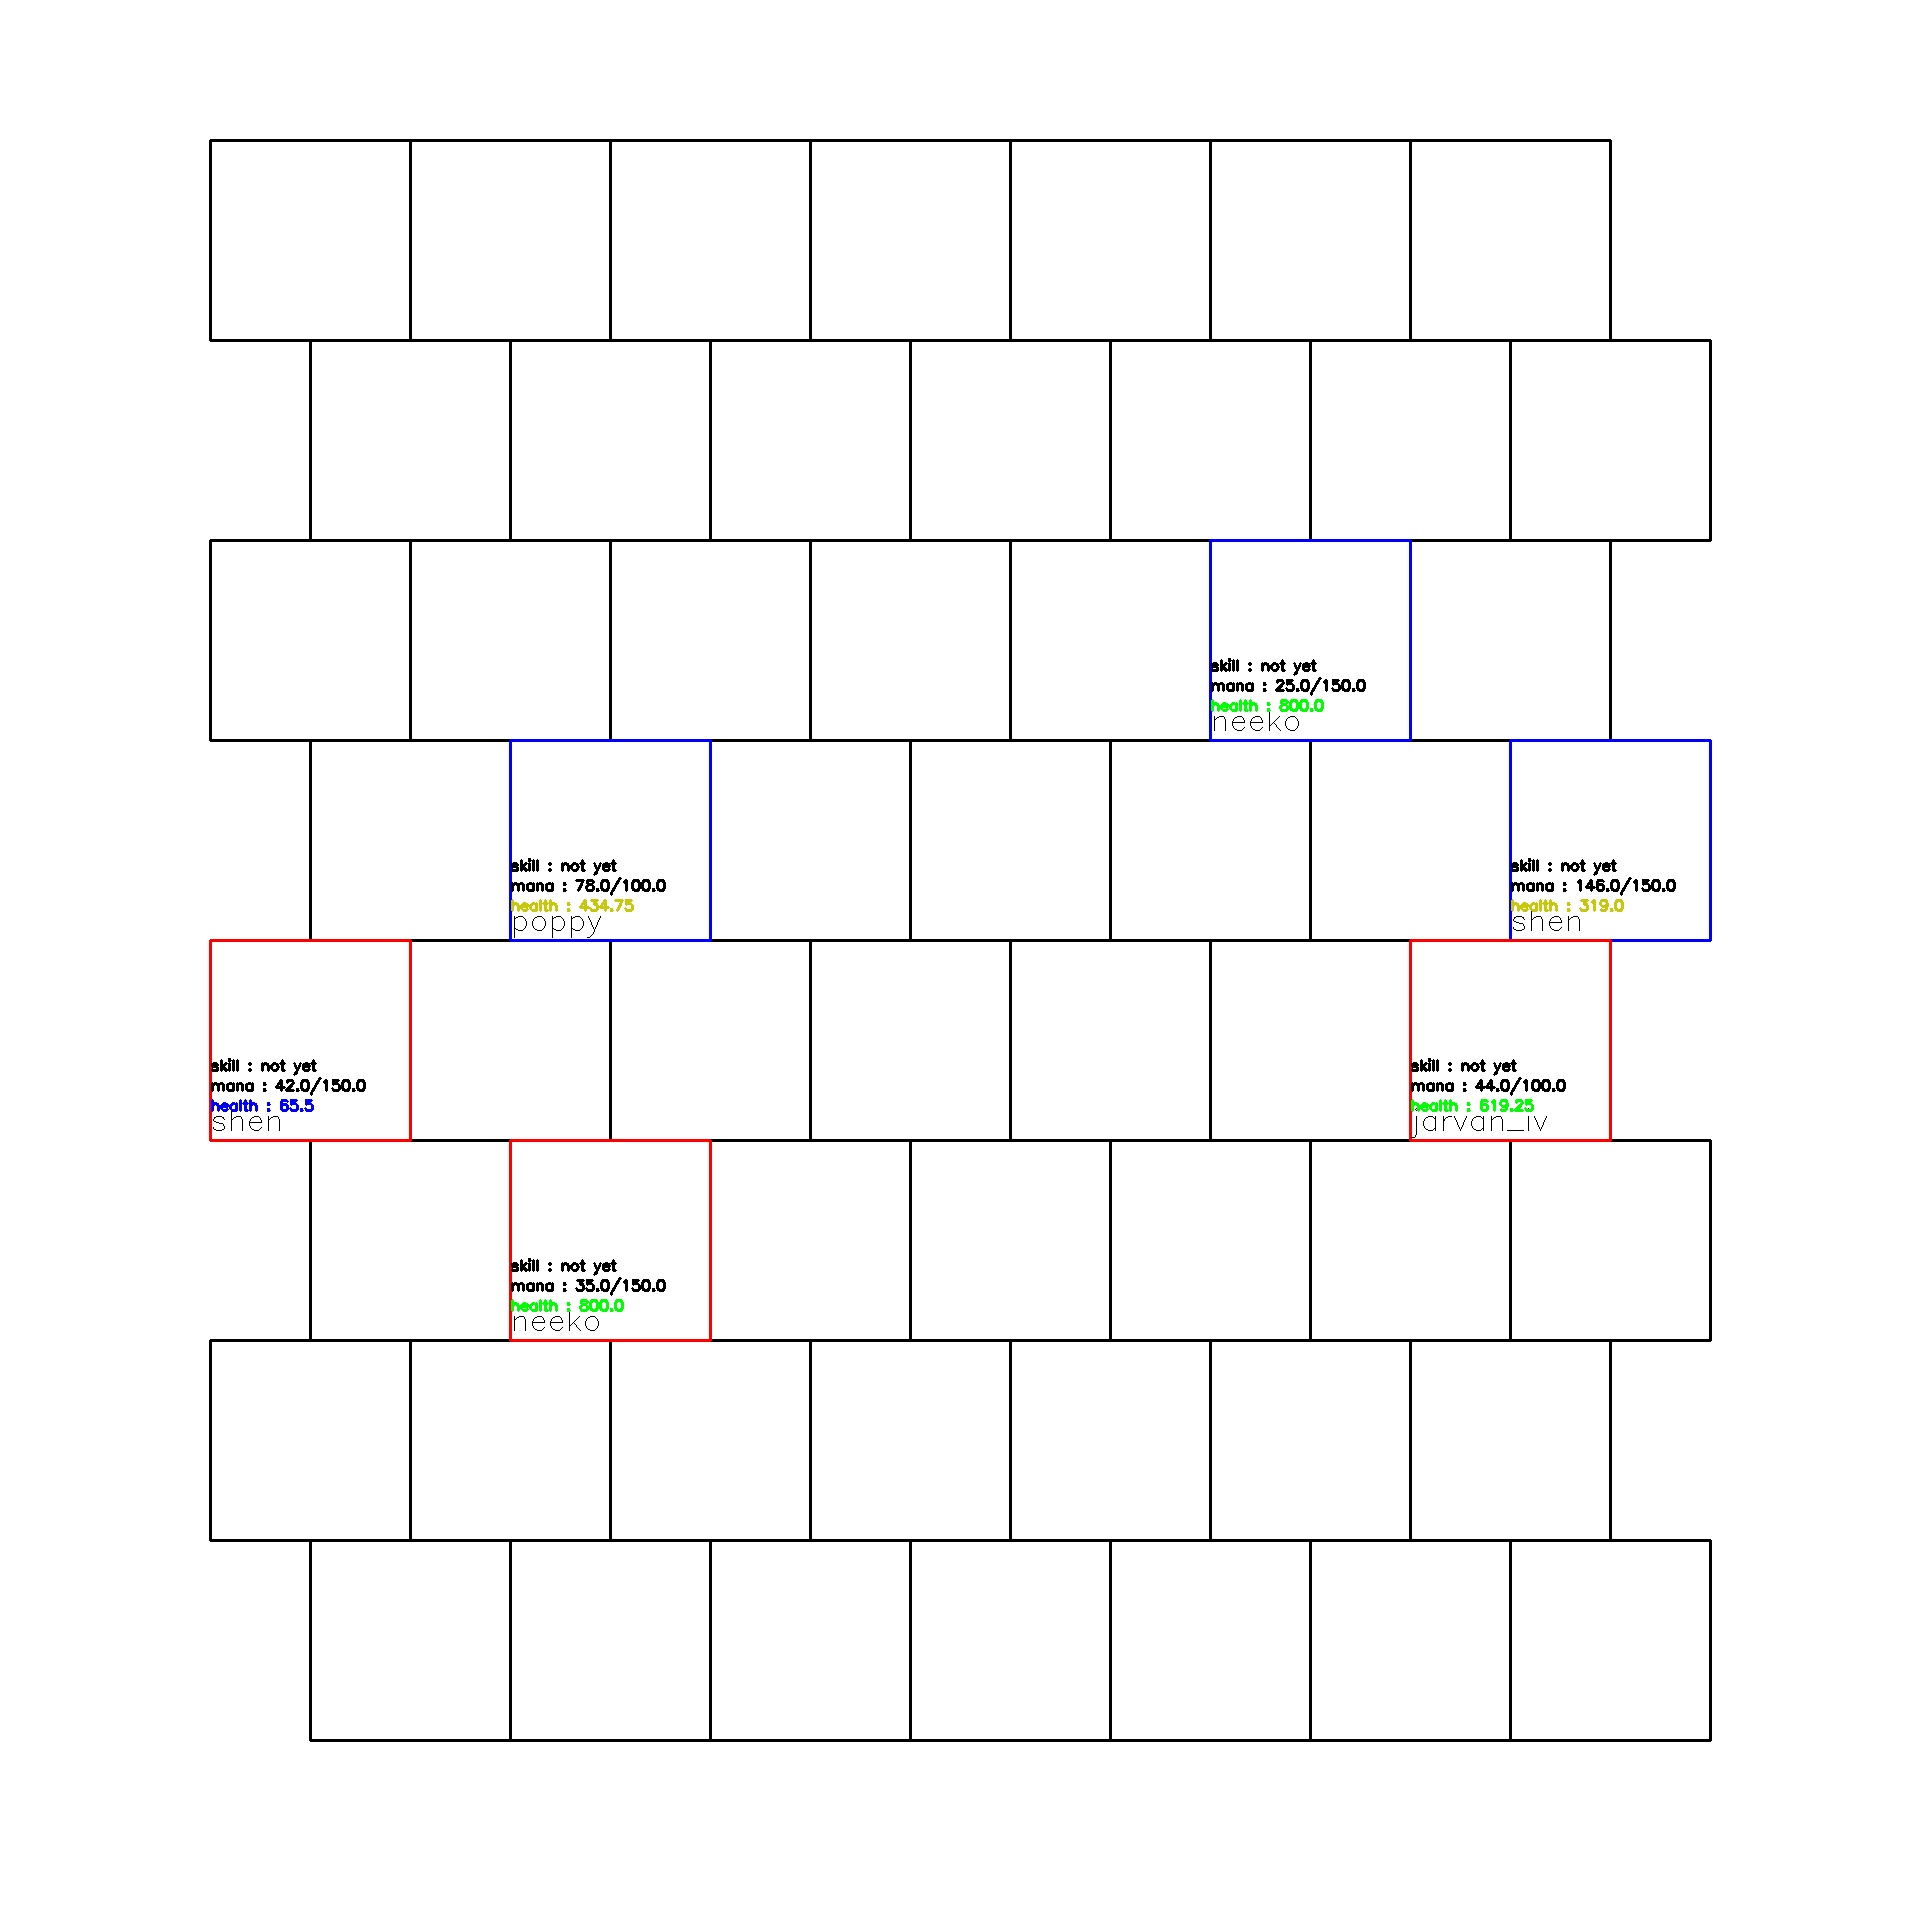 skill : not yet
mana : 25.0/150.0
health : 800.0
neeko
skill : not yet
mana : 78.0/100.0
health : 434.75
poppy
skill : not yet
mana : 146.0/150.0
health : 319.0
shen
skill : not yet
mana : 42.0/150.0
health : 65.5
shen
skill : not yet
mana : 44.0/100.0
health : 619.25
jarvan_iv
skill : not yet
mana : 35.0/150.0
health : 800.0
neeko